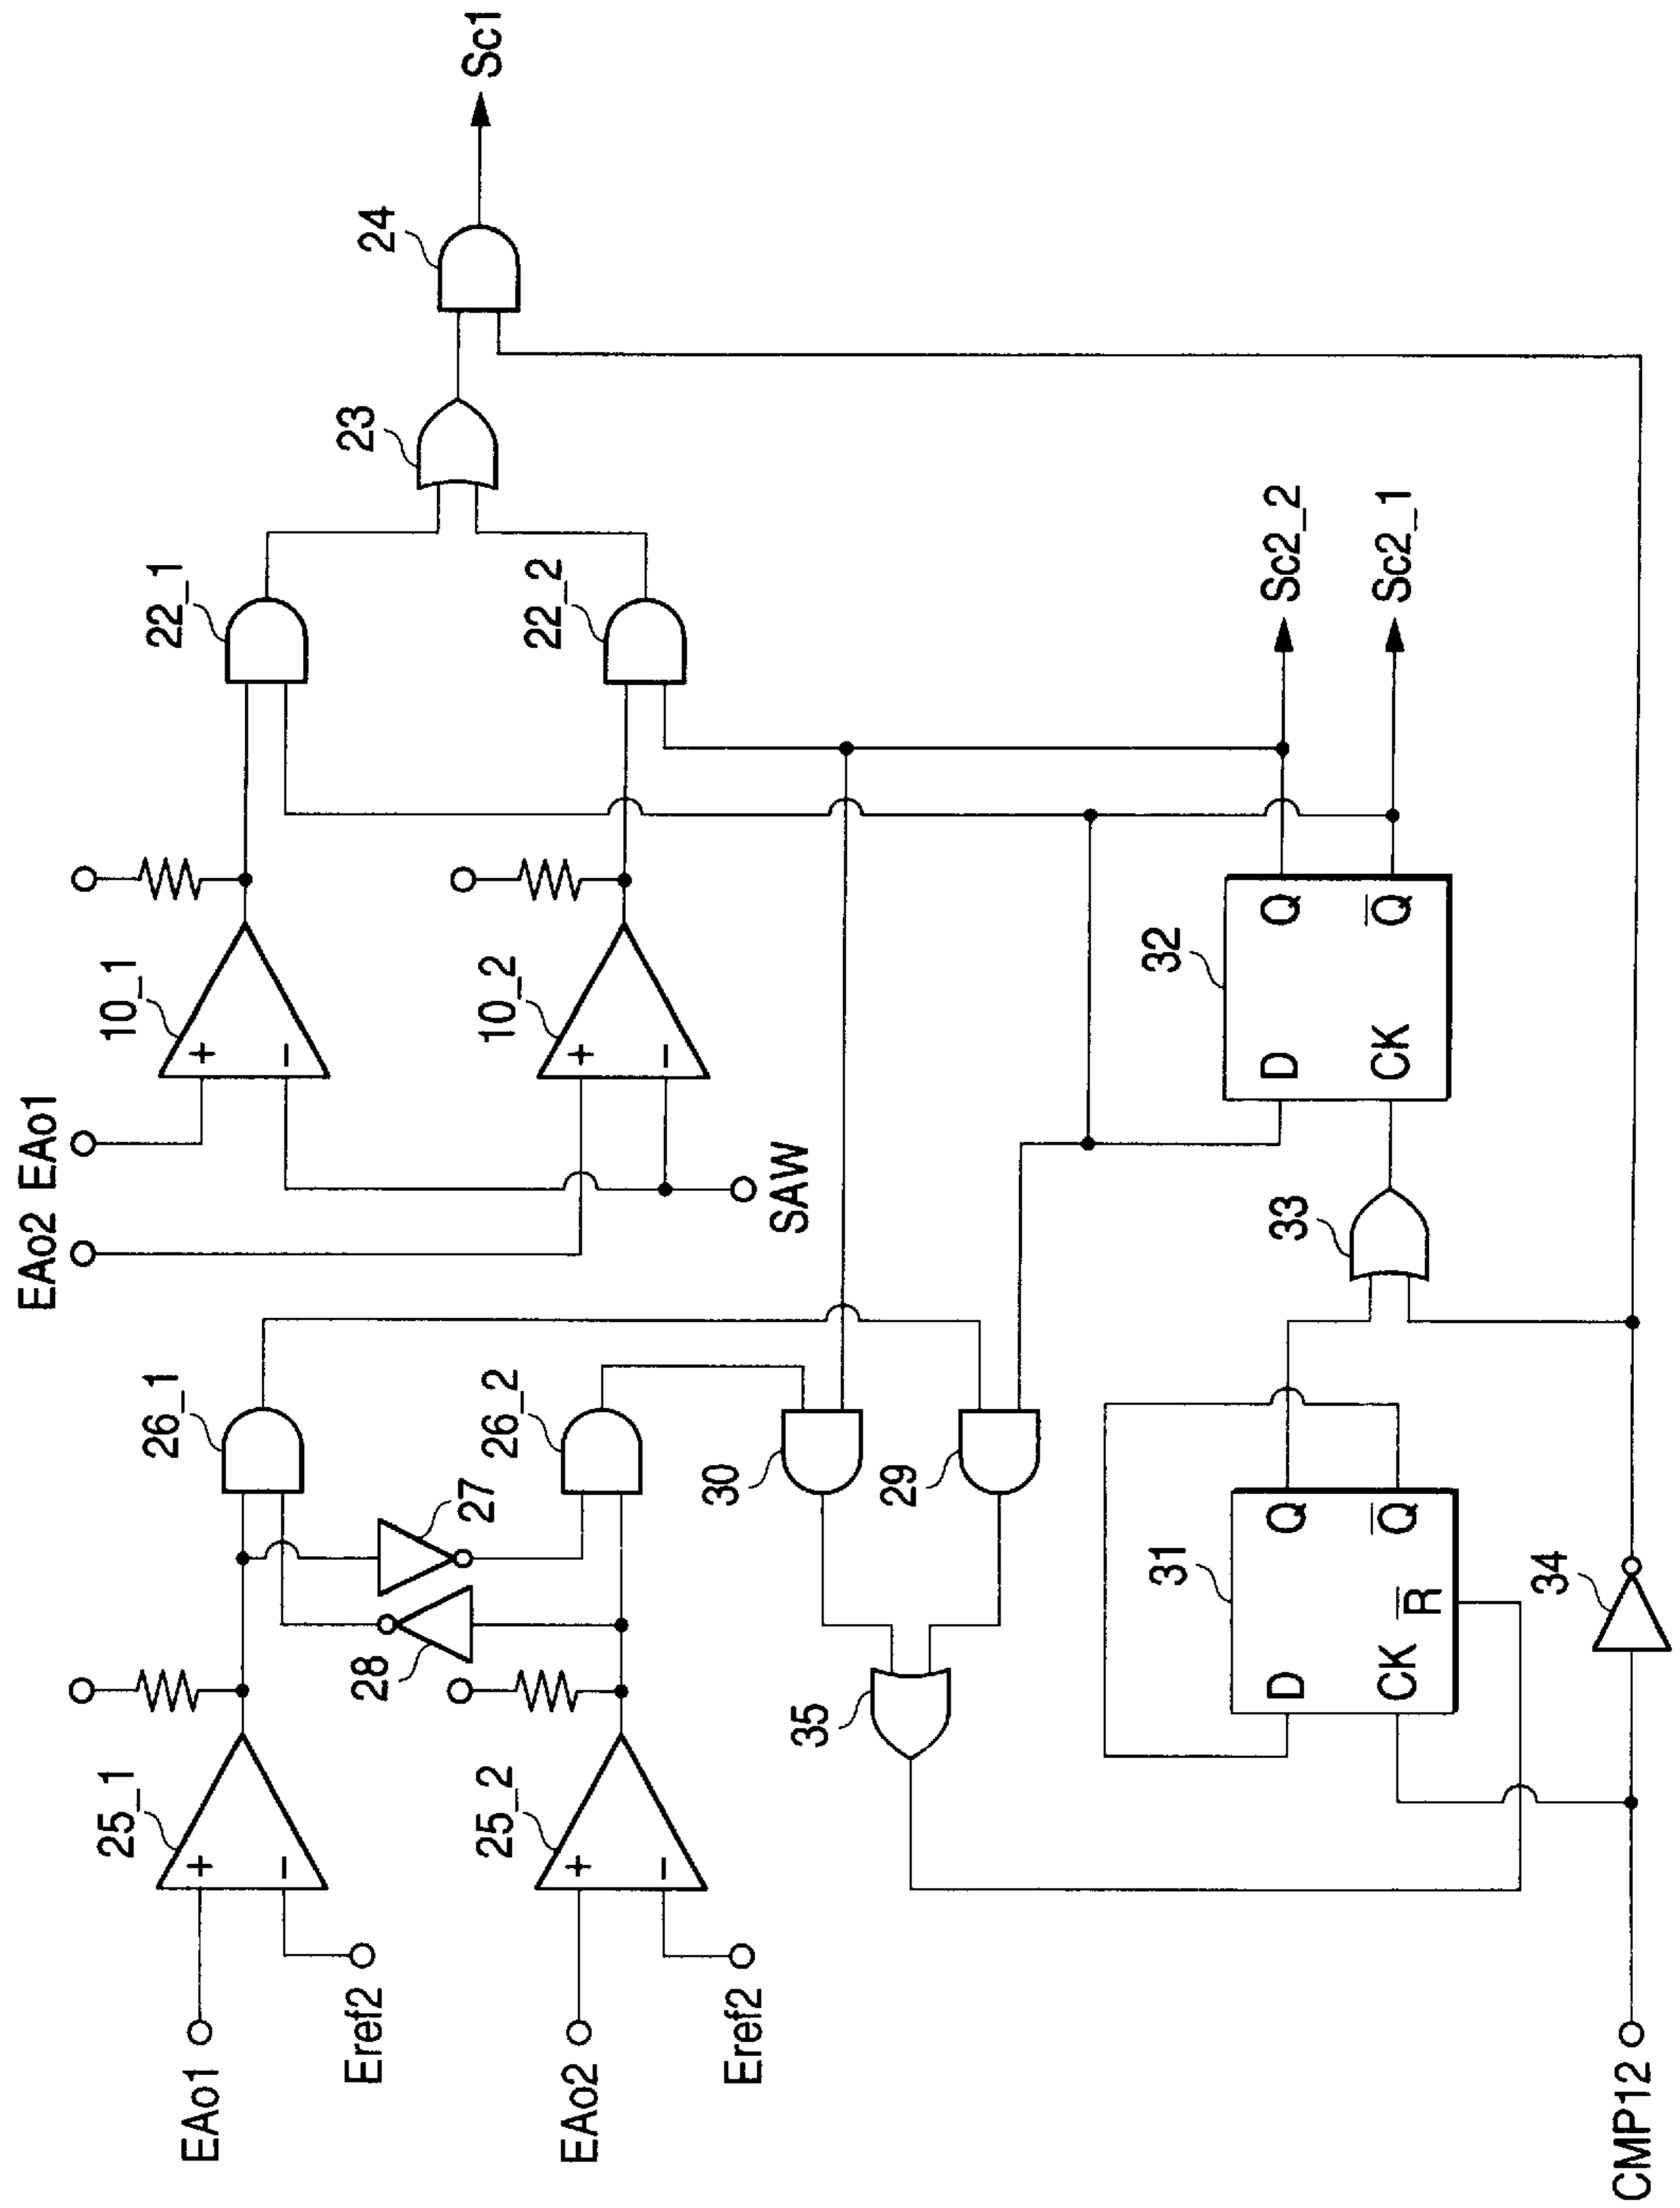 EAo1
+
−
25_1
Eref2
26_1
27
28
EAo2
+
−
25_2
Eref2
26_2
30
29
35
EAo2
EAo1
+
−
10_1
+
−
10_2
SAW
22_1
22_2
23
24
Sc1
D
Q
CK
R
Q
31
33
D
Q
CK
Q
32
Sc2_2
Sc2_1
CMP12
34